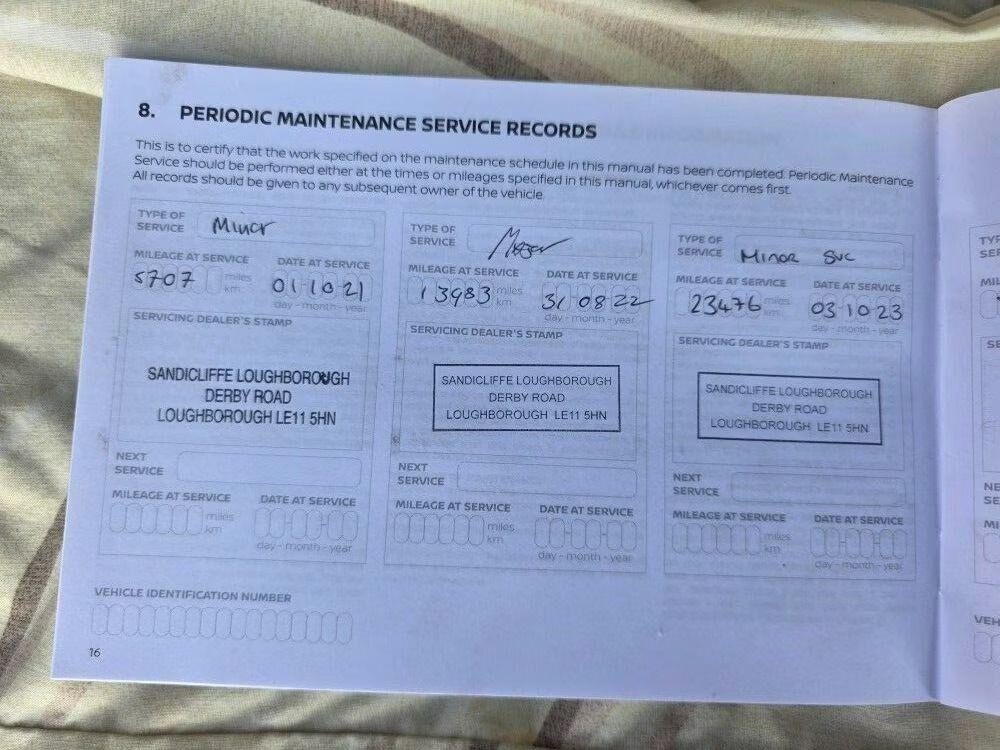 8. PERIODIC MAINTENANCE SERVICE RECORDS
This is to certify that the work specified on the maintenance schedule in this manual has been completed. Periodic Maintenance
Service should be performed either at the times or mileages specified in this manual, whichever comes first.
All records should be given to any subsequent owner of the vehicle.
TYPE OF
SERVICE
Minor
MILEAGE AT SERVICE DATE AT SERVICE
5707 miles
km
01 10 21
day - month - year
SERVICING DEALER'S STAMP
SANDICLIFFE LOUGHBOROUGH
DERBY ROAD
LOUGHBOROUGH LE11 5HN
NEXT
SERVICE
MILEAGE AT SERVICE DATE AT SERVICE
miles
km
day - month - year
TYPE OF
SERVICE
Major
MILEAGE AT SERVICE DATE AT SERVICE
13983 miles
km
31 08 22
day - month - year
SERVICING DEALER'S STAMP
SANDICLIFFE LOUGHBOROUGH
DERBY ROAD
LOUGHBOROUGH LE11 5HN
NEXT
SERVICE
MILEAGE AT SERVICE DATE AT SERVICE
miles
km
day - month - year
TYPE OF
SERVICE
Minor Svc
MILEAGE AT SERVICE DATE AT SERVICE
23476 miles
km
03 10 23
day - month - year
SERVICING DEALER'S STAMP
SANDICLIFFE LOUGHBOROUGH
DERBY ROAD
LOUGHBOROUGH LE11 5HN
NEXT
SERVICE
MILEAGE AT SERVICE DATE AT SERVICE
miles
km
day - month - year
VEHICLE IDENTIFICATION NUMBER
16